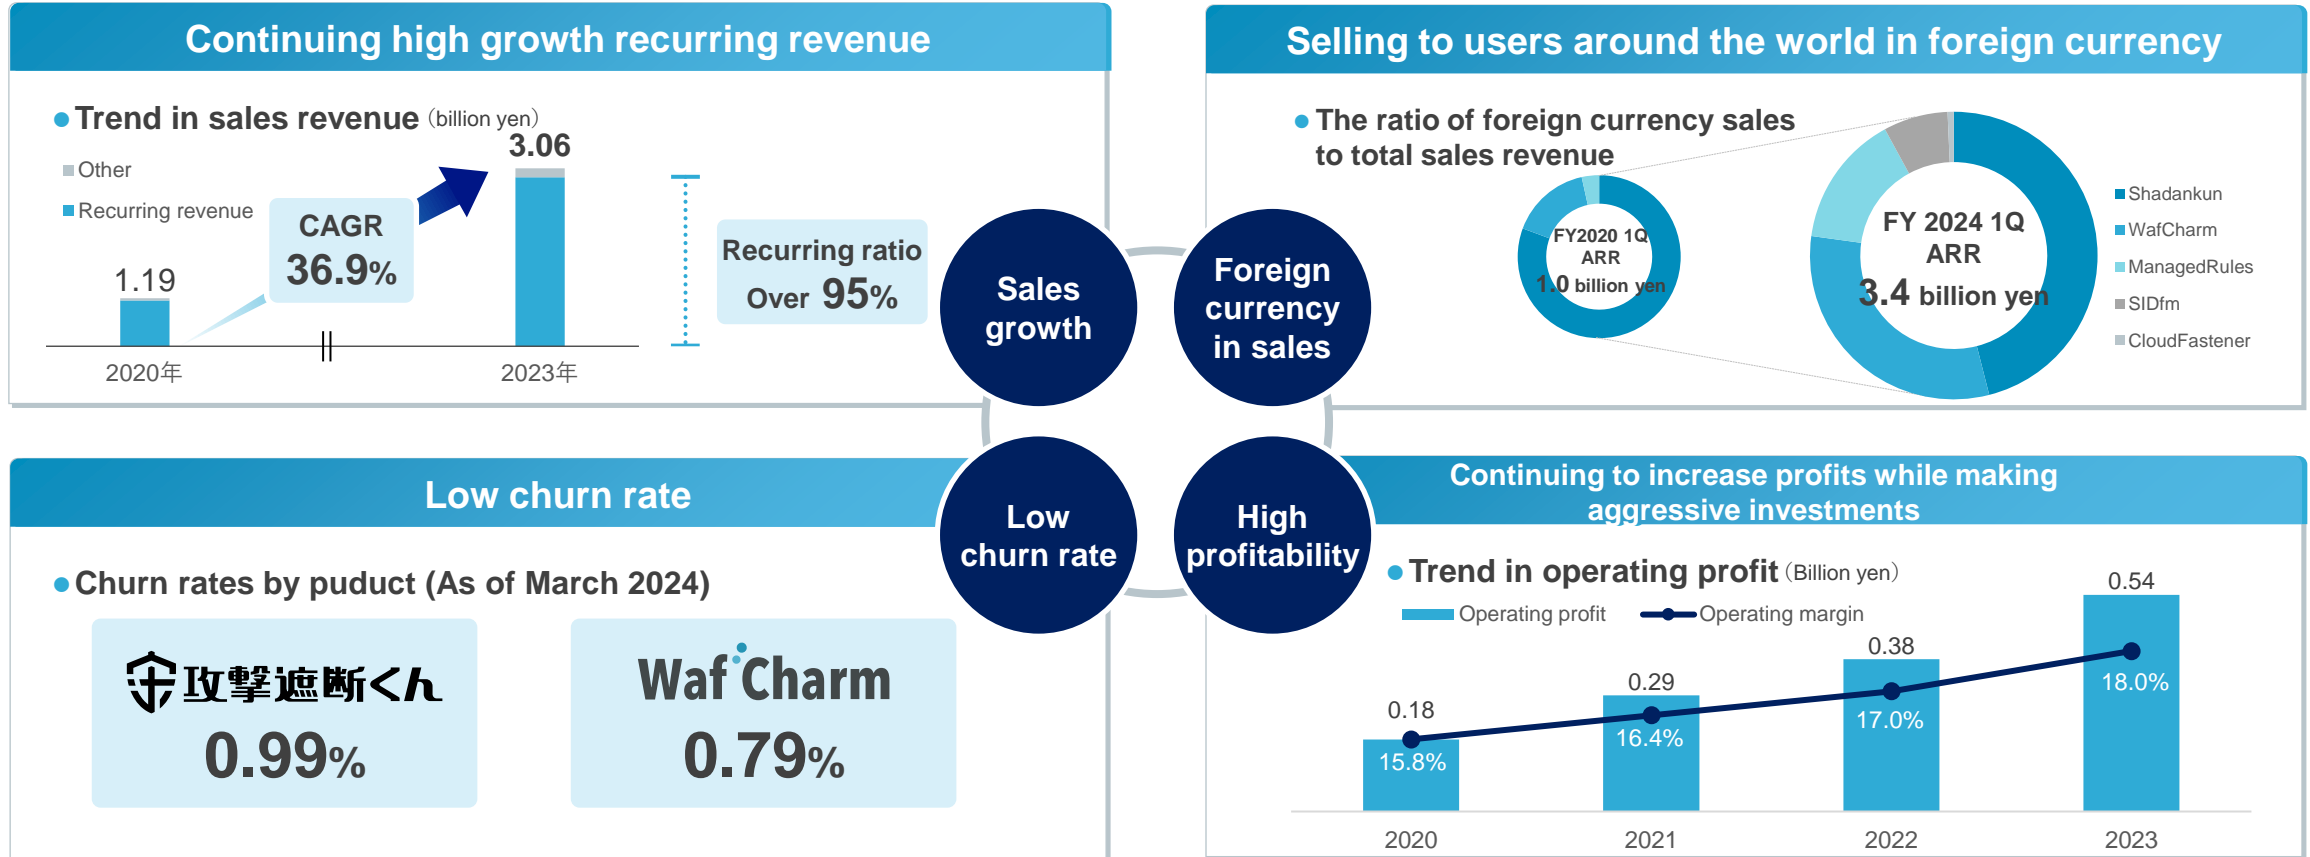 Continuing high growth recurring revenue
Trend in sales revenue（billion yen）
Other
Recurring revenue
CAGR
36.9%
1.19
3.06
2020年
2023年
Recurring ratio
Over 95%
Selling to users around the world in foreign currency
The ratio of foreign currency sales
to total sales revenue
FY2020 1Q
ARR
1.0 billion yen
FY 2024 1Q
ARR
3.4 billion yen
Shadankun
WafCharm
ManagedRules
SIDfm
CloudFastener
Sales
growth
Foreign
currency
in sales
Low
churn rate
High
profitability
Low churn rate
Churn rates by puduct (As of March 2024)
攻撃遮断くん
0.99%
WafCharm
0.79%
Continuing to increase profits while making
aggressive investments
Trend in operating profit（Billion yen）
Operating profit
Operating margin
0.18
0.29
0.38
0.54
15.8%
16.4%
17.0%
18.0%
2020
2021
2022
2023